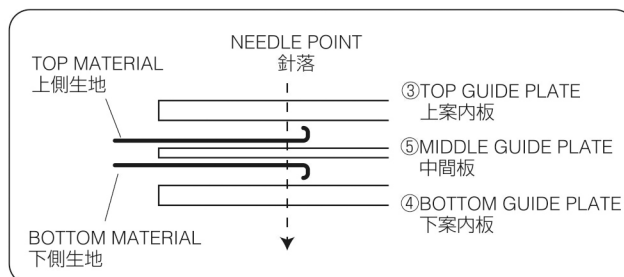 NEEDLE POINT
針落
TOP MATERIAL
上側生地
③TOP GUIDE PLATE
上案内板
⑤MIDDLE GUIDE PLATE
中間板
④BOTTOM GUIDE PLATE
下案内板
BOTTOM MATERIAL
下側生地